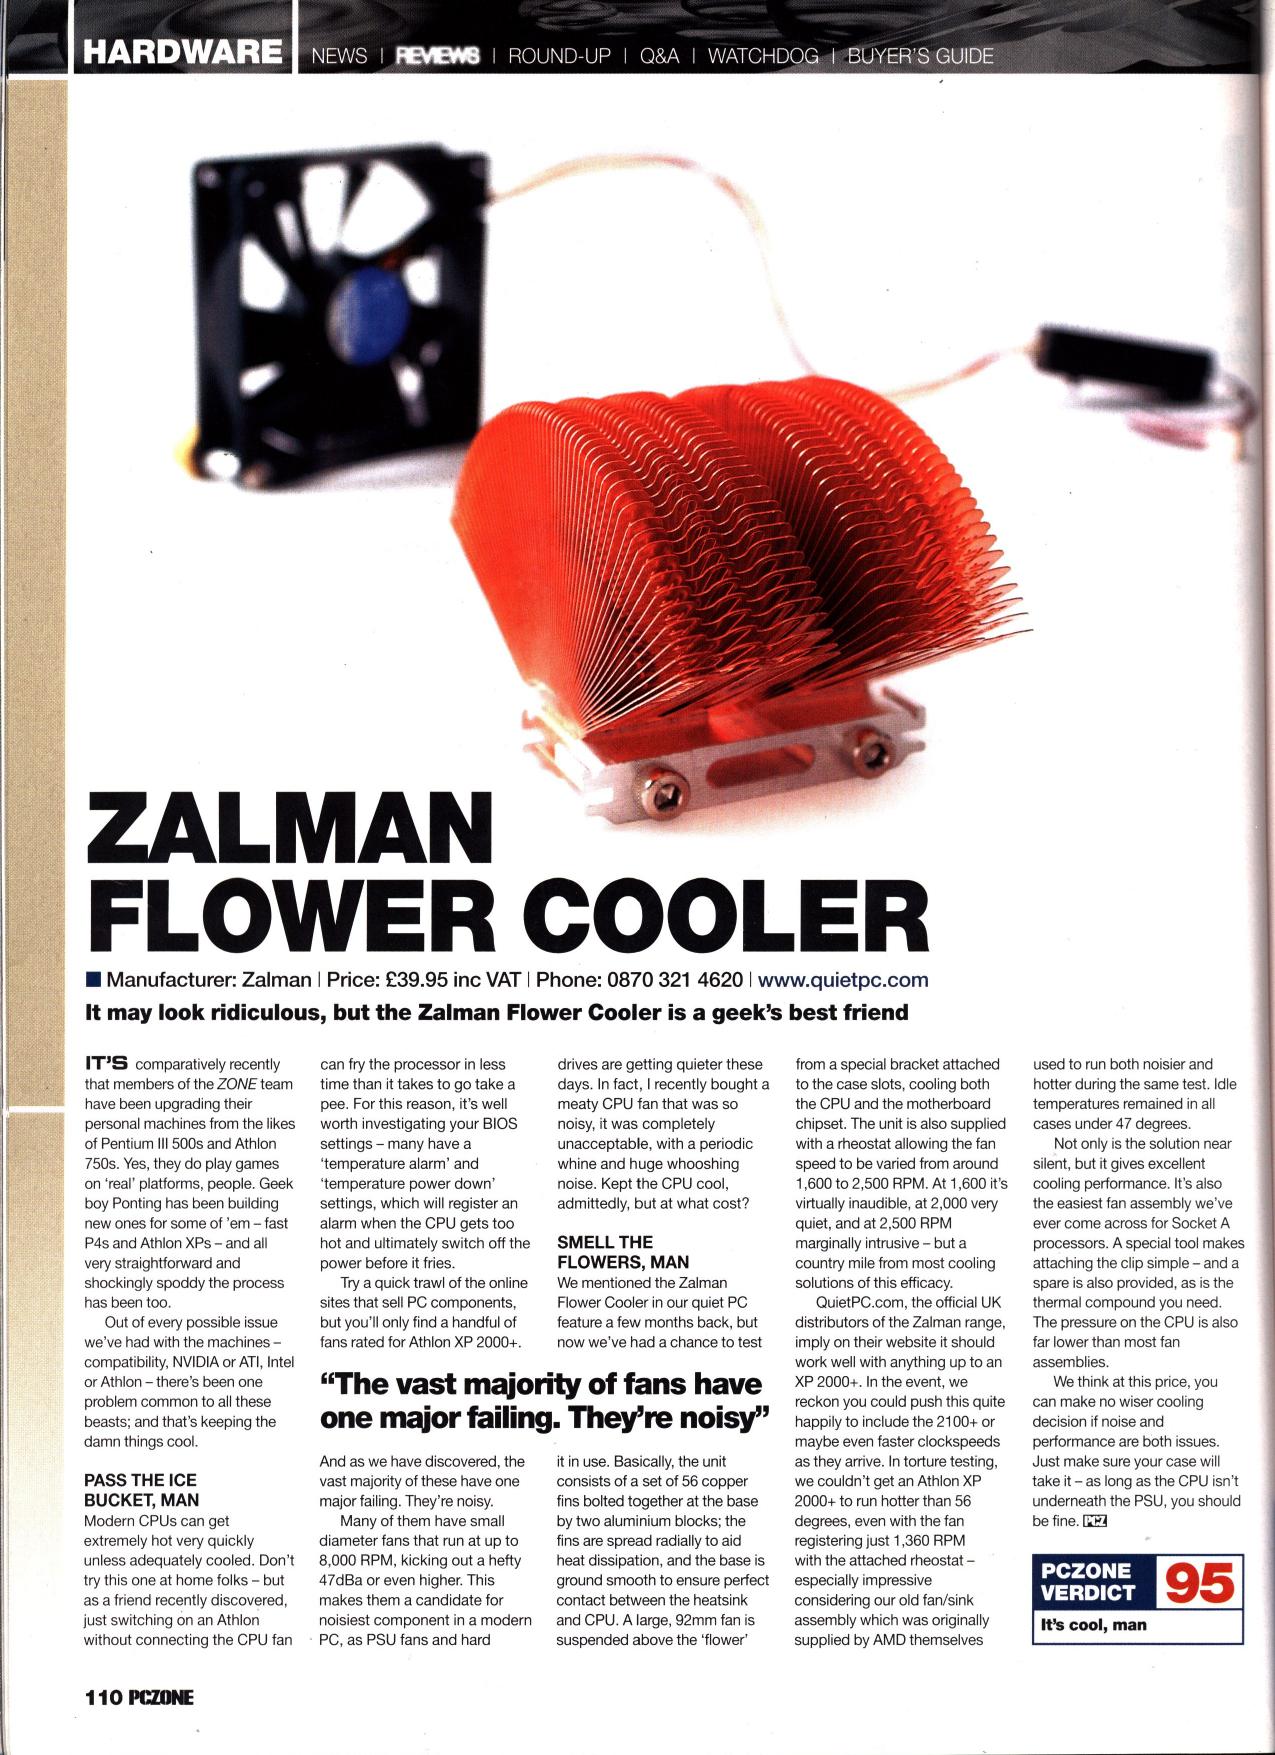 HARDWARE
NEWS | REVIEWS | ROUND-UP | Q&A | WATCHDOG | BUYER'S GUIDE
ZALMAN
FLOWER COOLER
■ Manufacturer: Zalman | Price: £39.95 inc VAT | Phone: 0870 321 4620 | www.quietpc.com
It may look ridiculous, but the Zalman Flower Cooler is a geek's best friend
IT'S comparatively recently
that members of the ZONE team
have been upgrading their
personal machines from the likes
of Pentium III 500s and Athlon
750s. Yes, they do play games
on 'real' platforms, people. Geek
boy Ponting has been building
new ones for some of 'em – fast
P4s and Athlon XPs – and all
very straightforward and
shockingly spoddy the process
has been too.
Out of every possible issue
we've had with the machines –
compatibility, NVIDIA or ATI, Intel
or Athlon – there's been one
problem common to all these
beasts; and that's keeping the
damn things cool.
PASS THE ICE
BUCKET, MAN
Modern CPUs can get
extremely hot very quickly
unless adequately cooled. Don't
try this one at home folks – but
as a friend recently discovered,
just switching on an Athlon
without connecting the CPU fan
can fry the processor in less
time than it takes to go take a
pee. For this reason, it's well
worth investigating your BIOS
settings – many have a
'temperature alarm' and
'temperature power down'
settings, which will register an
alarm when the CPU gets too
hot and ultimately switch off the
power before it fries.
Try a quick trawl of the online
sites that sell PC components,
but you'll only find a handful of
fans rated for Athlon XP 2000+.
"The vast majority of fans have
one major failing. They're noisy"
And as we have discovered, the
vast majority of these have one
major failing. They're noisy.
Many of them have small
diameter fans that run at up to
8,000 RPM, kicking out a hefty
47dBa or even higher. This
makes them a candidate for
noisiest component in a modern
PC, as PSU fans and hard
drives are getting quieter these
days. In fact, I recently bought a
meaty CPU fan that was so
noisy, it was completely
unacceptable, with a periodic
whine and huge whooshing
noise. Kept the CPU cool,
admittedly, but at what cost?
SMELL THE
FLOWERS, MAN
We mentioned the Zalman
Flower Cooler in our quiet PC
feature a few months back, but
now we've had a chance to test
it in use. Basically, the unit
consists of a set of 56 copper
fins bolted together at the base
by two aluminium blocks; the
fins are spread radially to aid
heat dissipation, and the base is
ground smooth to ensure perfect
contact between the heatsink
and CPU. A large, 92mm fan is
suspended above the 'flower'
from a special bracket attached
to the case slots, cooling both
the CPU and the motherboard
chipset. The unit is also supplied
with a rheostat allowing the fan
speed to be varied from around
1,600 to 2,500 RPM. At 1,600 it's
virtually inaudible, at 2,000 very
quiet, and at 2,500 RPM
marginally intrusive – but a
country mile from most cooling
solutions of this efficacy.
QuietPC.com, the official UK
distributors of the Zalman range,
imply on their website it should
work well with anything up to an
XP 2000+. In the event, we
reckon you could push this quite
happily to include the 2100+ or
maybe even faster clockspeeds
as they arrive. In torture testing,
we couldn't get an Athlon XP
2000+ to run hotter than 56
degrees, even with the fan
registering just 1,360 RPM
with the attached rheostat –
especially impressive
considering our old fan/sink
assembly which was originally
supplied by AMD themselves
used to run both noisier and
hotter during the same test. Idle
temperatures remained in all
cases under 47 degrees.
Not only is the solution near
silent, but it gives excellent
cooling performance. It's also
the easiest fan assembly we've
ever come across for Socket A
processors. A special tool makes
attaching the clip simple – and a
spare is also provided, as is the
thermal compound you need.
The pressure on the CPU is also
far lower than most fan
assemblies.
We think at this price, you
can make no wiser cooling
decision if noise and
performance are both issues.
Just make sure your case will
take it – as long as the CPU isn't
underneath the PSU, you should
be fine. PCZ
PCZONE
VERDICT 95
It's cool, man
110 PCZONE